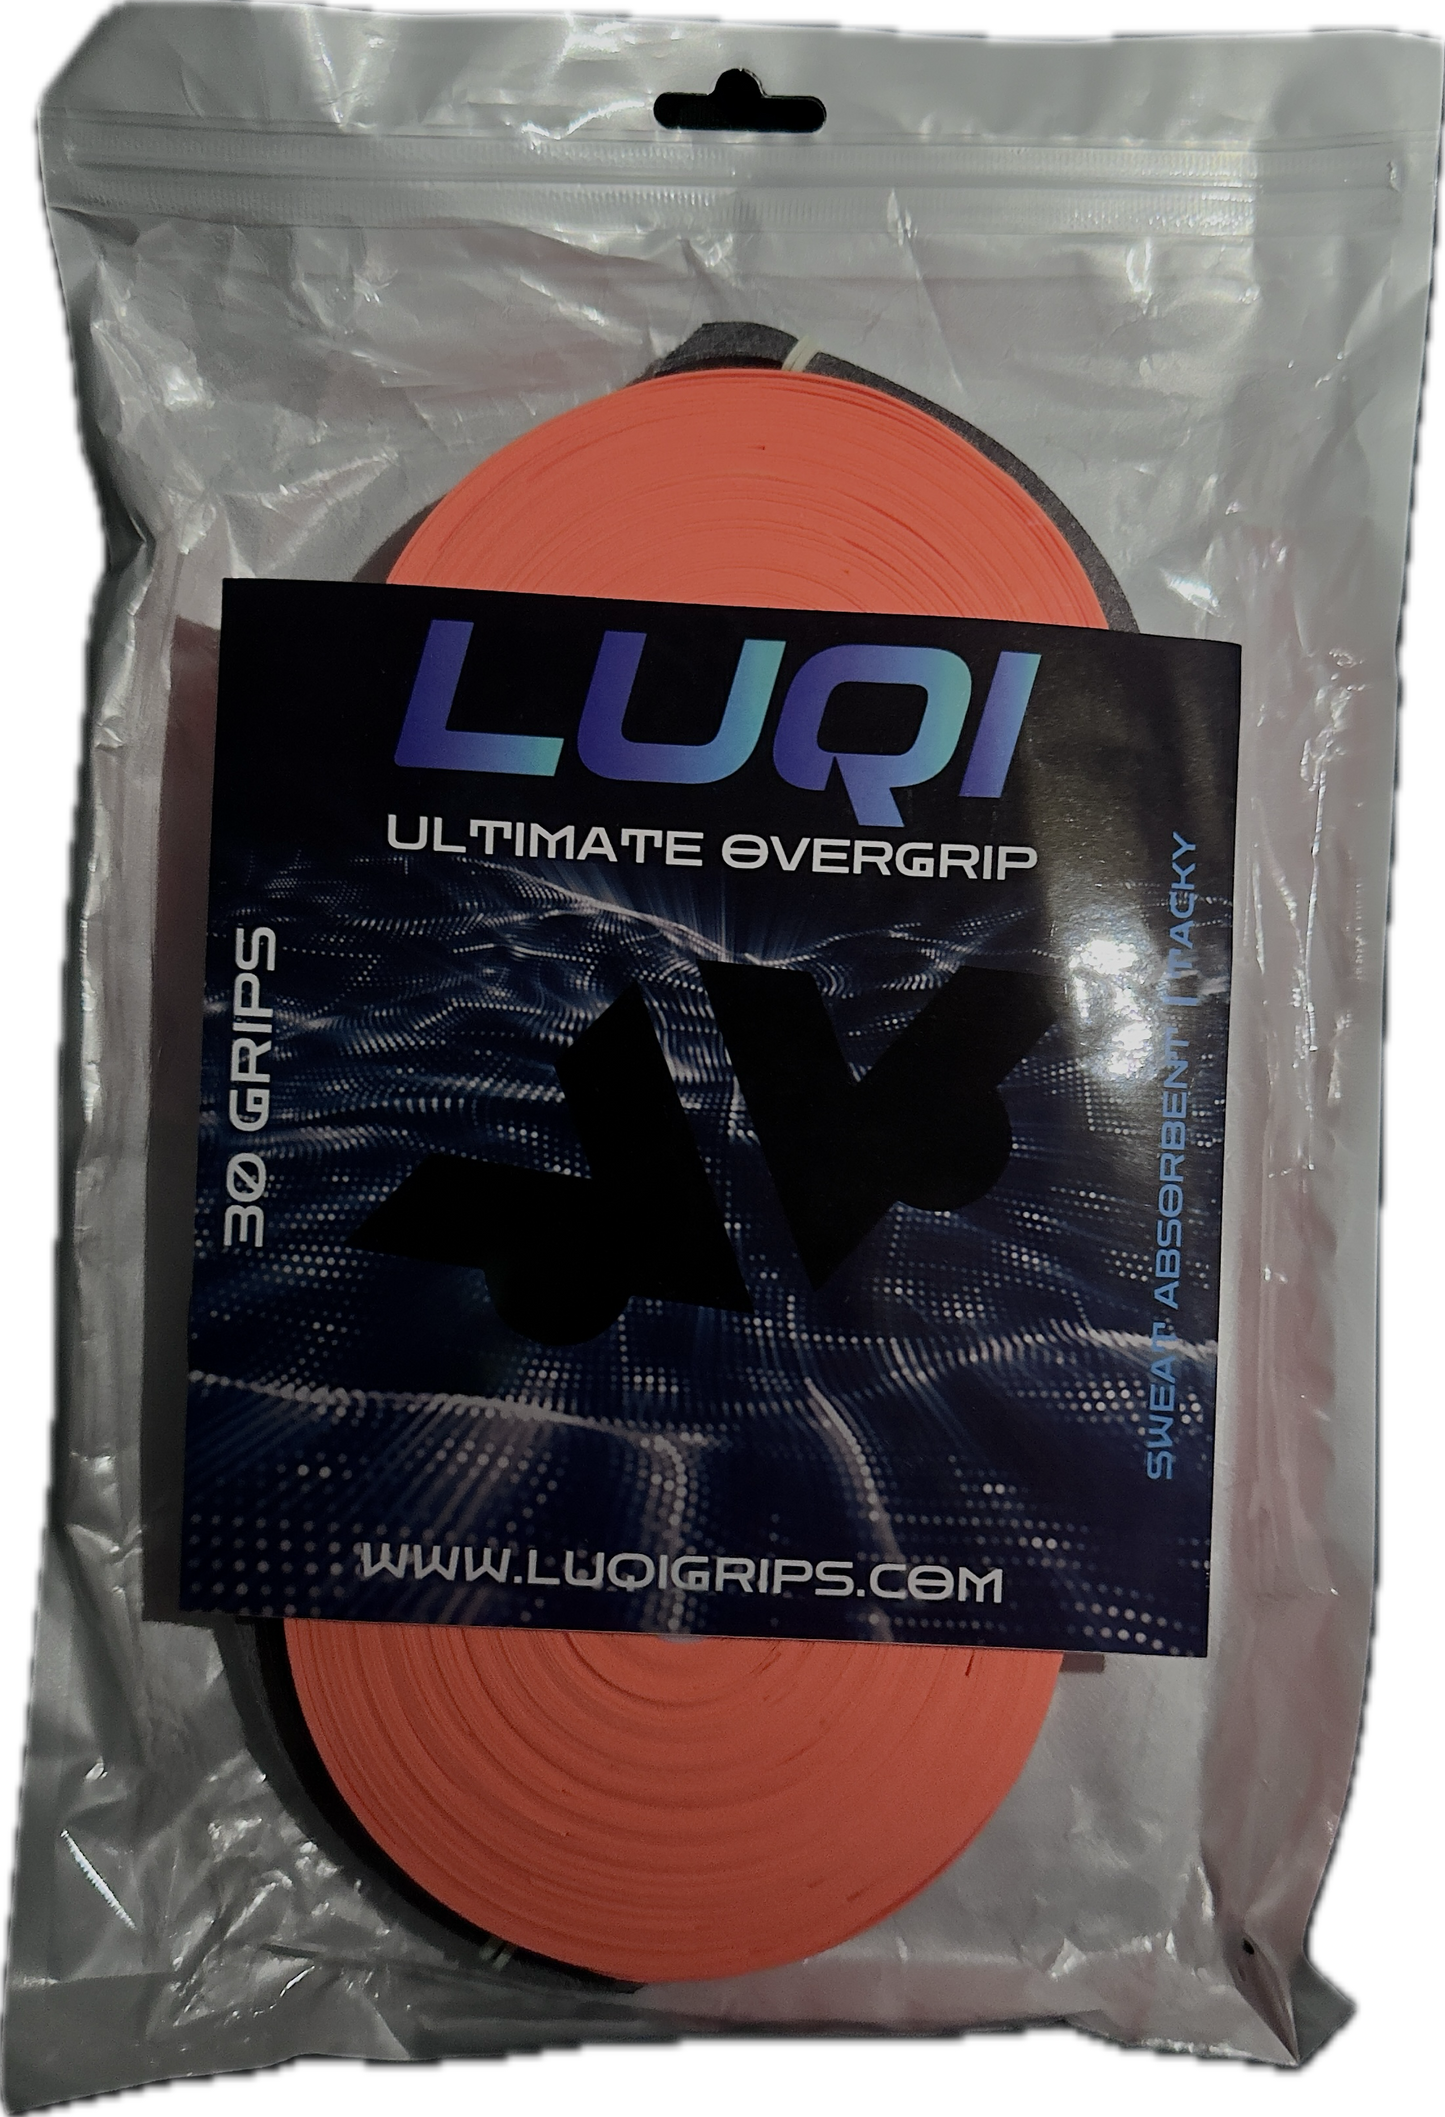 LUQI
ULTIMATE OVERGRIP
30 GRIPS
SWEAT ABSORBENT | TACKY
WWW.LUQIGRIPS.COM